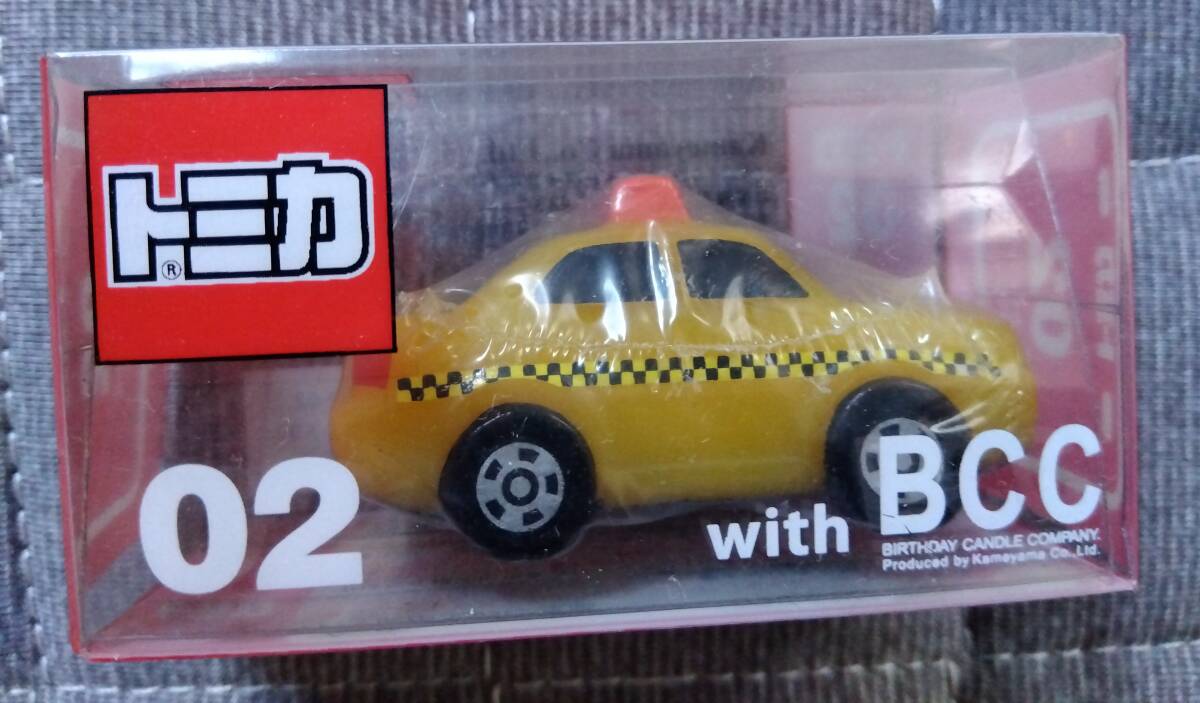 トミカ
®
02
with BCC
BIRTHDAY CANDLE COMPANY.
Produced by Kameyama Co.,Ltd.